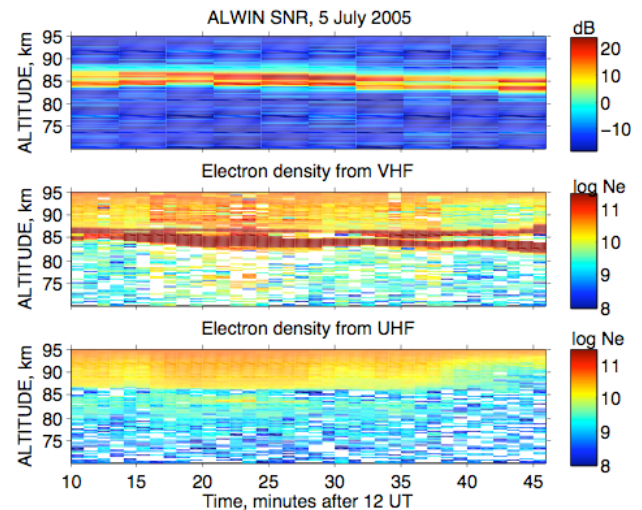 ALWIN SNR, 5 July 2005
dB
ALTITUDE, km
95
90
85
80
75
20
10
0
−10
Electron density from VHF
log Ne
ALTITUDE, km
95
90
85
80
75
11
10
9
8
Electron density from UHF
log Ne
ALTITUDE, km
95
90
85
80
75
11
10
9
8
10 15 20 25 30 35 40 45
Time, minutes after 12 UT